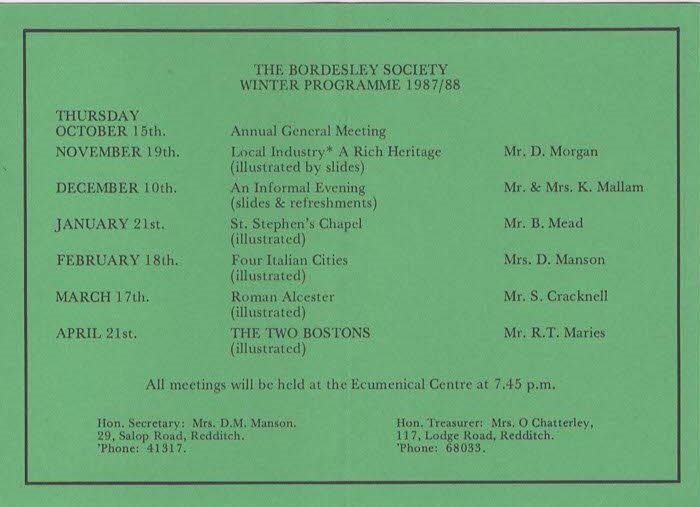 THE BORDESLEY SOCIETY
WINTER PROGRAMME 1987/88
THURSDAY
OCTOBER 15th. Annual General Meeting
NOVEMBER 19th. Local Industry* A Rich Heritage Mr. D. Morgan
(illustrated by slides)
DECEMBER 10th. An Informal Evening Mr. & Mrs. K. Mallam
(slides & refreshments)
JANUARY 21st. St. Stephen's Chapel Mr. B. Mead
(illustrated)
FEBRUARY 18th. Four Italian Cities Mrs. D. Manson
(illustrated)
MARCH 17th. Roman Alcester Mr. S. Cracknell
(illustrated)
APRIL 21st. THE TWO BOSTONS Mr. R.T. Maries
(illustrated)
All meetings will be held at the Ecumenical Centre at 7.45 p.m.
Hon. Secretary: Mrs. D.M. Manson. Hon. Treasurer: Mrs. O Chatterley,
29, Salop Road, Redditch. 117, Lodge Road, Redditch.
'Phone: 41317. 'Phone: 68033.